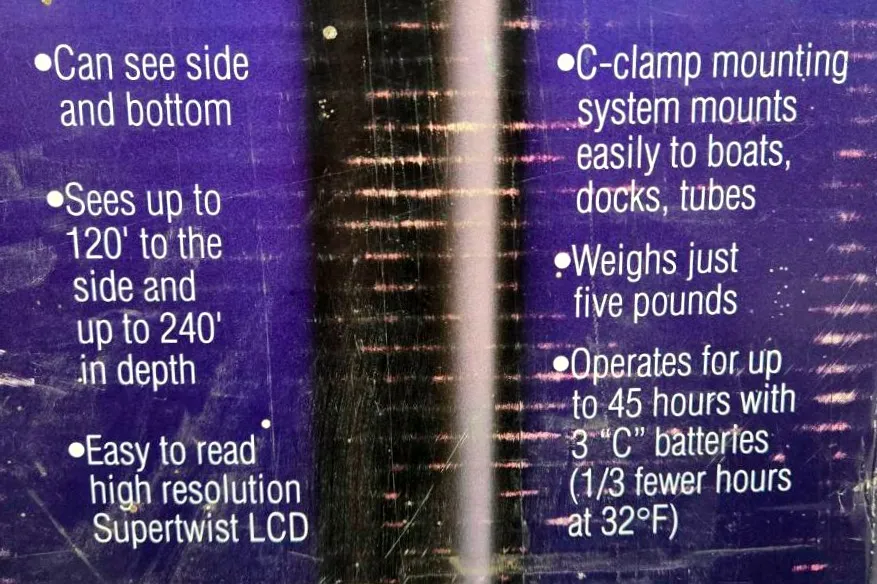 •Can see side
and bottom
•Sees up to
120' to the
side and
up to 240'
in depth
•Easy to read
high resolution
Supertwist LCD
•C-clamp mounting
system mounts
easily to boats,
docks, tubes
•Weighs just
five pounds
•Operates for up
to 45 hours with
3 “C” batteries
(1/3 fewer hours
at 32°F)